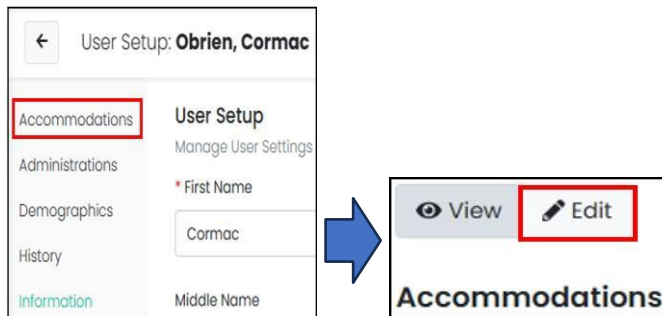 User Setup: Obrien, Cormac
Accommodations
Administrations
Demographics
History
Information
User Setup
Manage User Settings
* First Name
Cormac
Middle Name
View
Edit
Accommodations